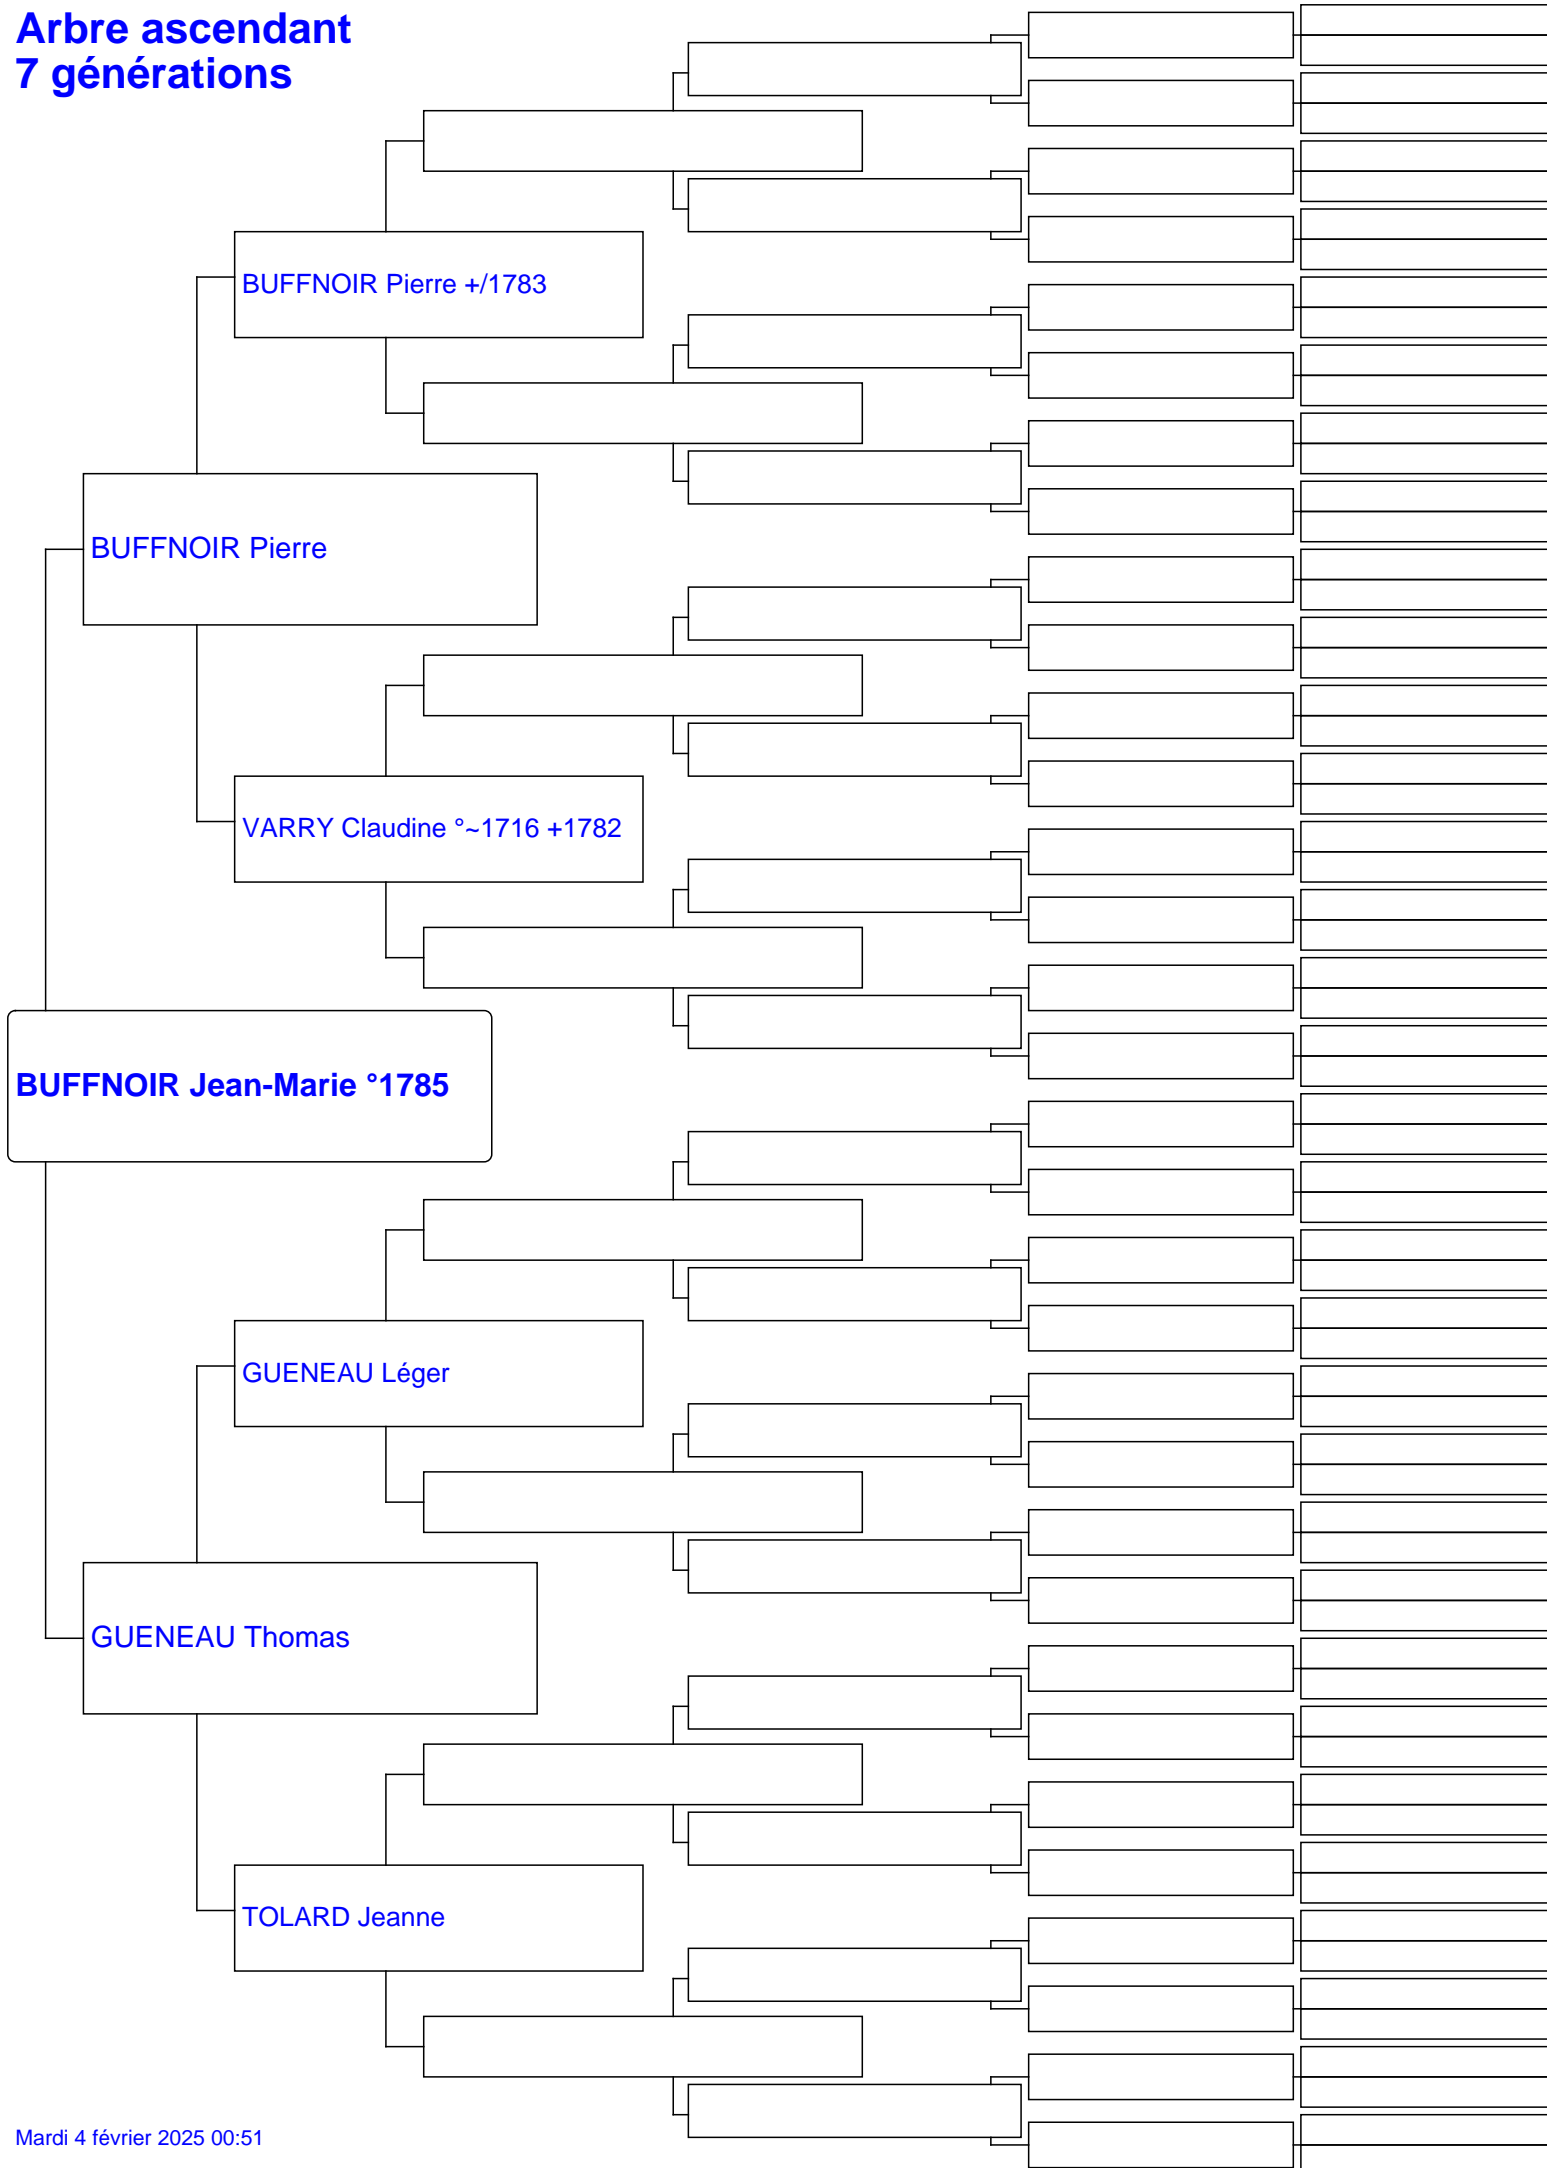 Arbre ascendant
7 générations
BUFFNOIR Pierre +/1783
BUFFNOIR Pierre
VARRY Claudine °~1716 +1782
BUFFNOIR Jean-Marie °1785
GUENEAU Léger
GUENEAU Thomas
TOLARD Jeanne
Mardi 4 février 2025 00:51